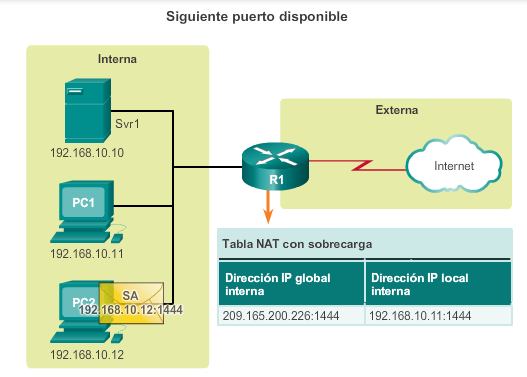 Siguiente puerto disponible
Interna
Svr1
192.168.10.10
PC1
192.168.10.11
PC2
SA
192.168.10.12:1444
192.168.10.12
R1
Externa
Internet
Tabla NAT con sobrecarga
Dirección IP global interna
Dirección IP local interna
209.165.200.226:1444
192.168.10.11:1444